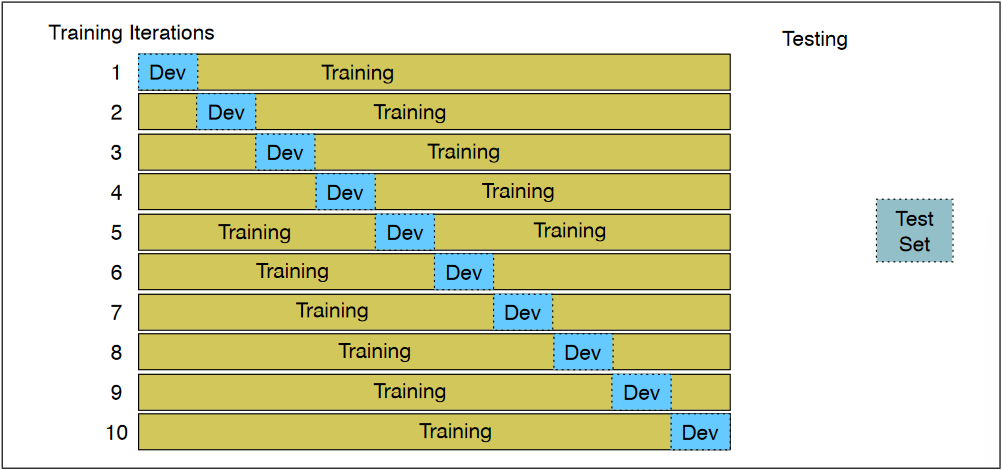 Training Iterations
Testing
1 Dev Training
2 Dev Training
3 Dev Training
4 Dev Training
5 Training Dev Training
6 Training Dev
7 Training Dev
8 Training Dev
9 Training Dev
10 Training Dev
Test
Set